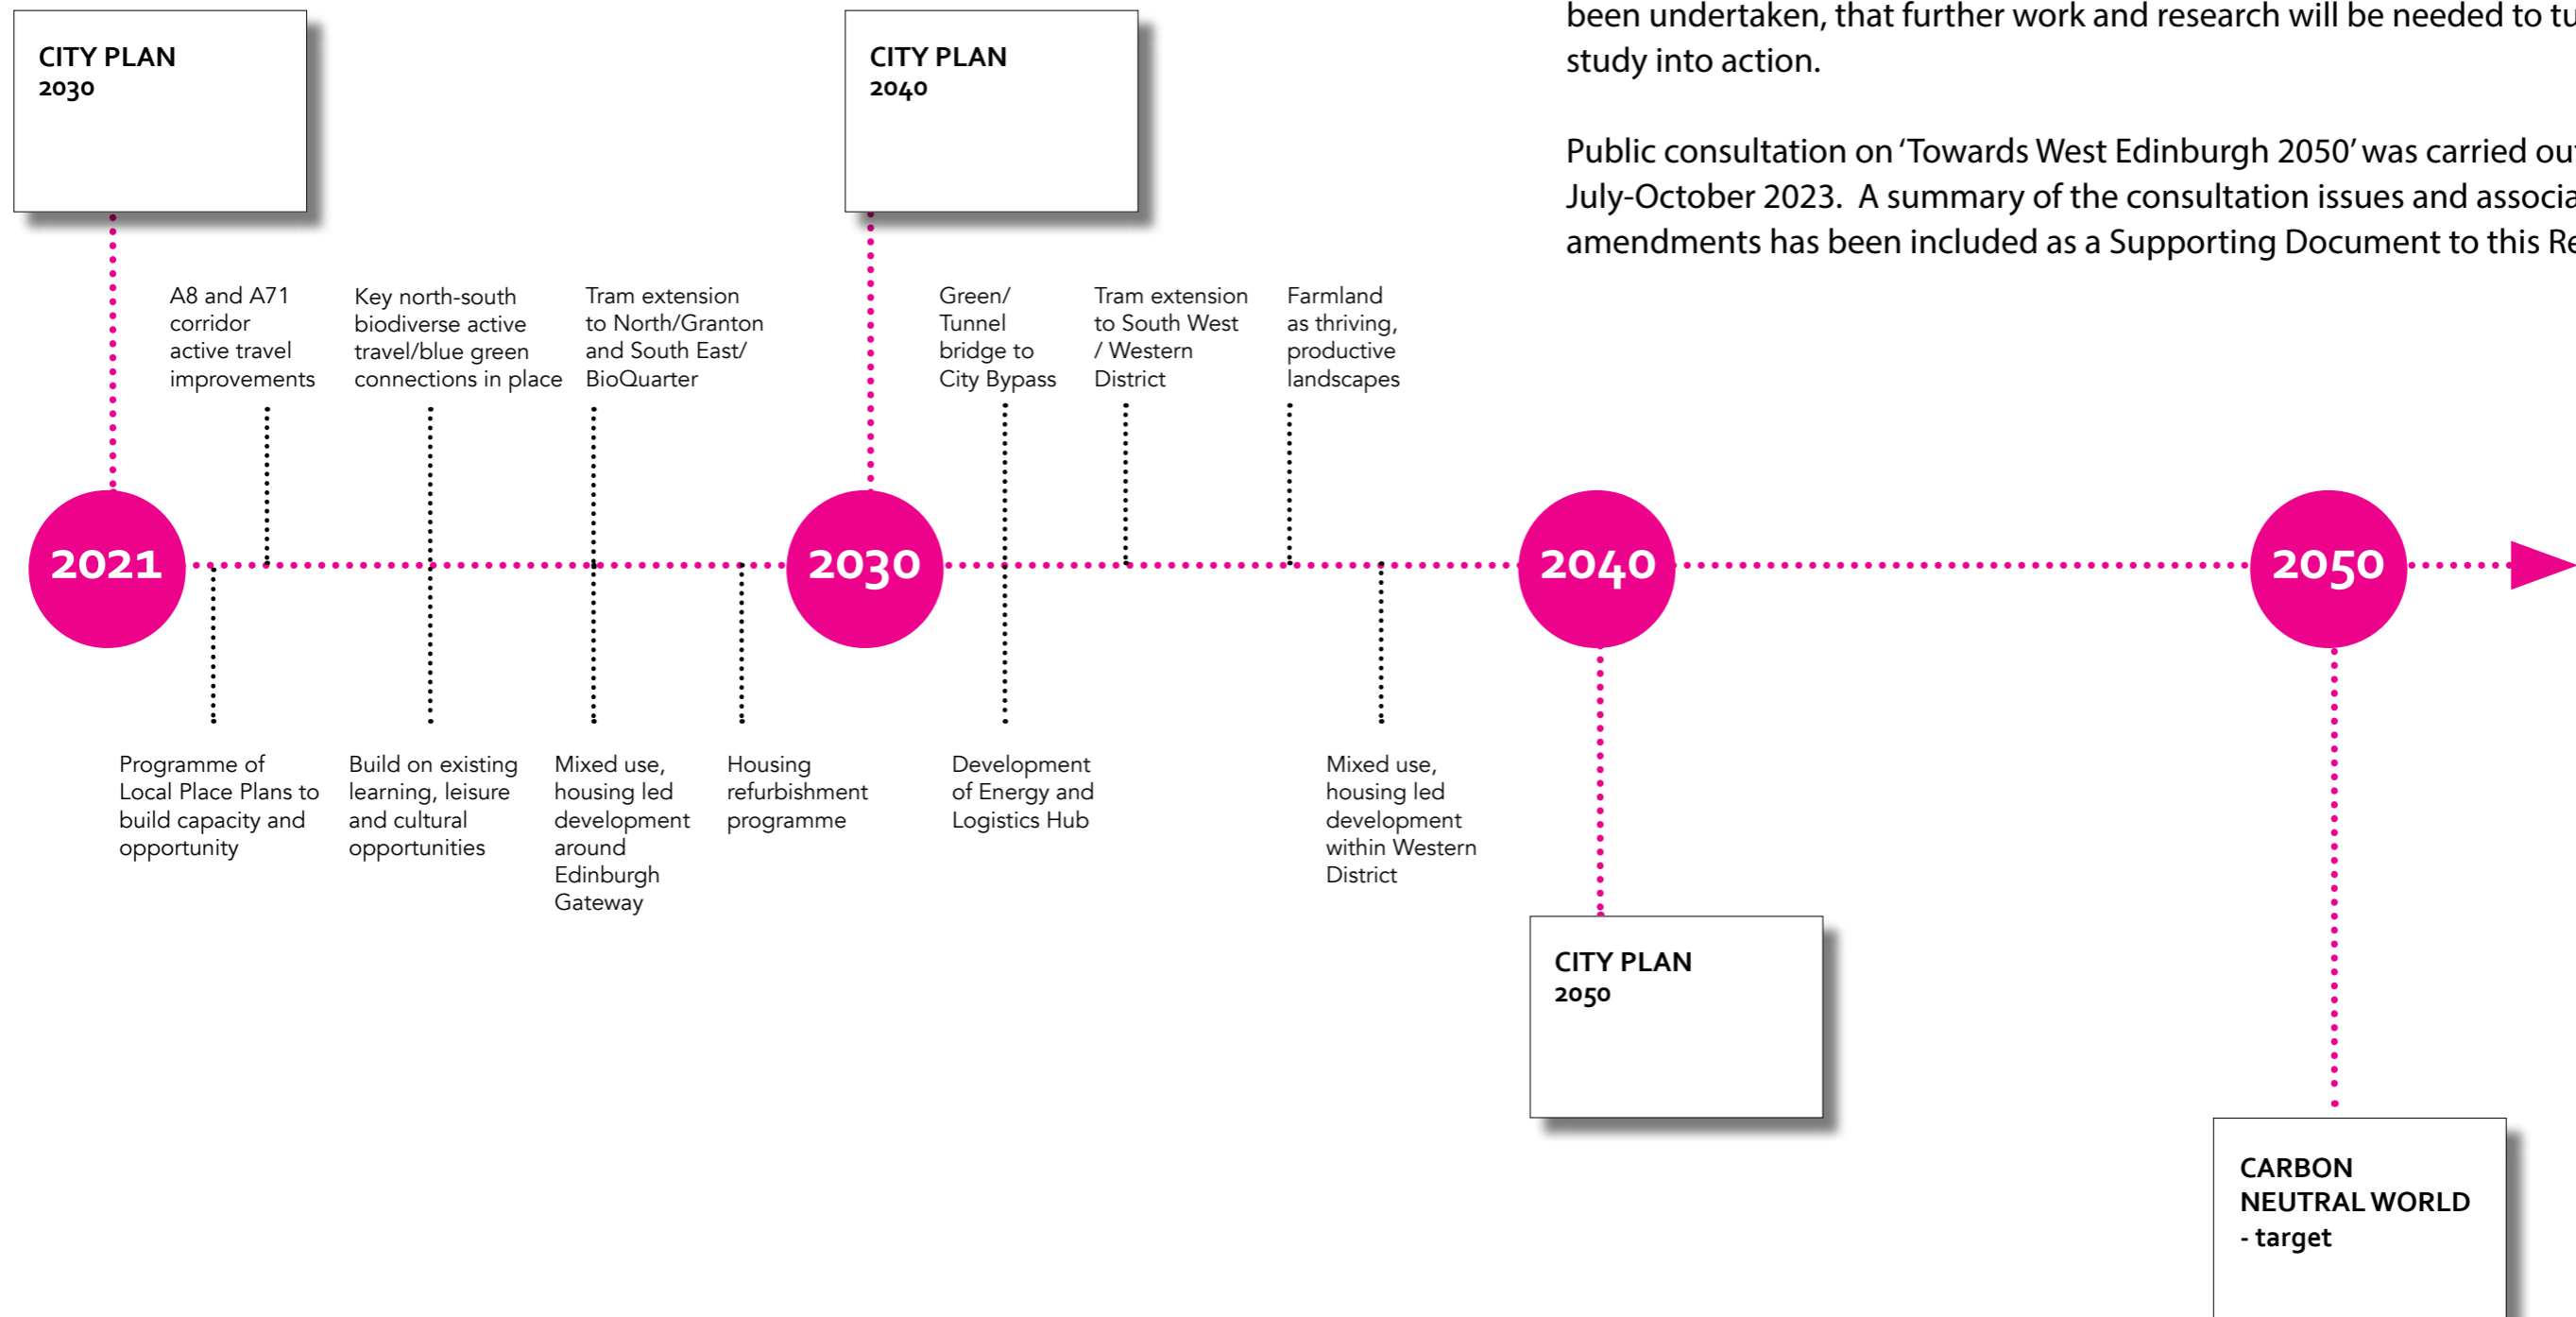 been undertaken, that further work and research will be needed to
study into action.
Public consultation on ‘Towards West Edinburgh 2050’ was carried
July-October 2023. A summary of the consultation issues and
amendments has been included as a Supporting Document to this
CITY PLAN
2030
CITY PLAN
2040
A8 and A71
corridor
active travel
improvements
Key north-south
biodiverse active
travel/blue green
connections in place
Tram extension
to North/Granton
and South East/
BioQuarter
Green/
Tunnel
bridge to
City Bypass
Tram extension
to South West
/ Western
District
Farmland
as thriving,
productive
landscapes
2021
2030
2040
2050
Programme of
Local Place Plans to
build capacity and
opportunity
Build on existing
learning, leisure
and cultural
opportunities
Mixed use,
housing led
development
around
Edinburgh
Gateway
Housing
refurbishment
programme
Development
of Energy and
Logistics Hub
Mixed use,
housing led
development
within Western
District
CITY PLAN
2050
CARBON
NEUTRAL WORLD
- target